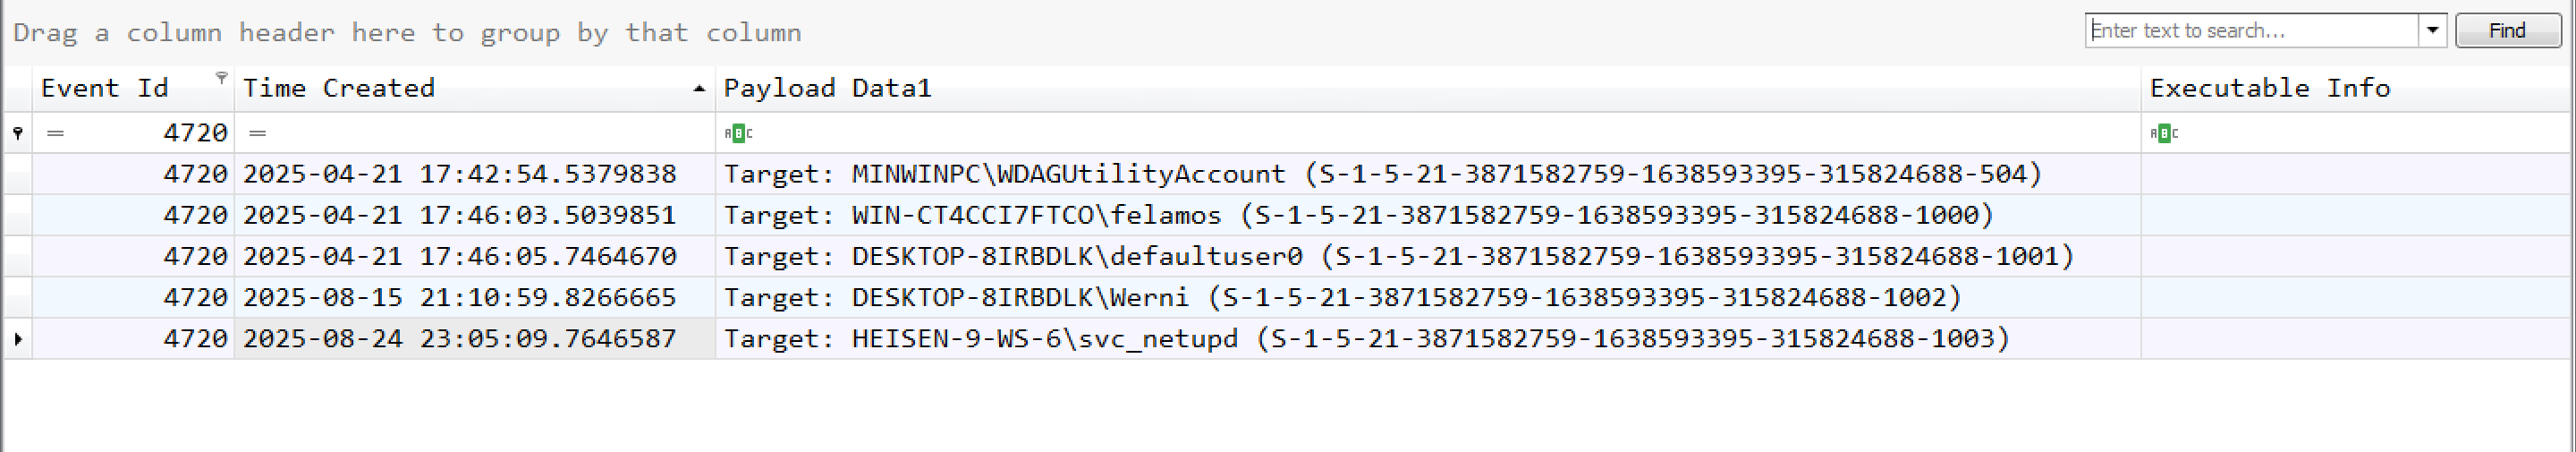 Drag a column header here to group by that column Enter text to search... Find
Event Id Time Created Payload Data1 Executable Info
= 4720 = ABC ABC
4720 2025-04-21 17:42:54.5379838 Target: MINWINPC\WDAGUtilityAccount (S-1-5-21-3871582759-1638593395-315824688-504)
4720 2025-04-21 17:46:03.5039851 Target: WIN-CT4CCI7FTCO\felamos (S-1-5-21-3871582759-1638593395-315824688-1000)
4720 2025-04-21 17:46:05.7464670 Target: DESKTOP-8IRBDLK\defaultuser0 (S-1-5-21-3871582759-1638593395-315824688-1001)
4720 2025-08-15 21:10:59.8266665 Target: DESKTOP-8IRBDLK\Werni (S-1-5-21-3871582759-1638593395-315824688-1002)
4720 2025-08-24 23:05:09.7646587 Target: HEISEN-9-WS-6\svc_netupd (S-1-5-21-3871582759-1638593395-315824688-1003)